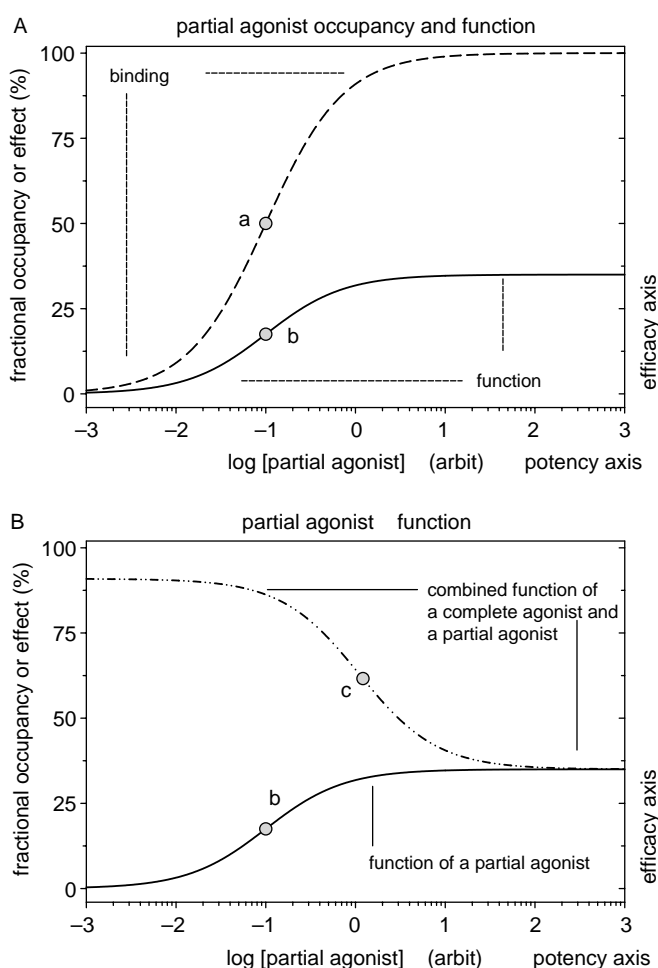 A
partial agonist occupancy and function
fractional occupancy or effect (%)
100
75
50
25
0
binding
a
b
function
efficacy axis
–3 –2 –1 0 1 2 3
log [partial agonist] (arbit) potency axis
B
partial agonist function
fractional occupancy or effect (%)
100
75
50
25
0
combined function of
a complete agonist and
a partial agonist
c
b
function of a partial agonist
efficacy axis
–3 –2 –1 0 1 2 3
log [partial agonist] (arbit) potency axis